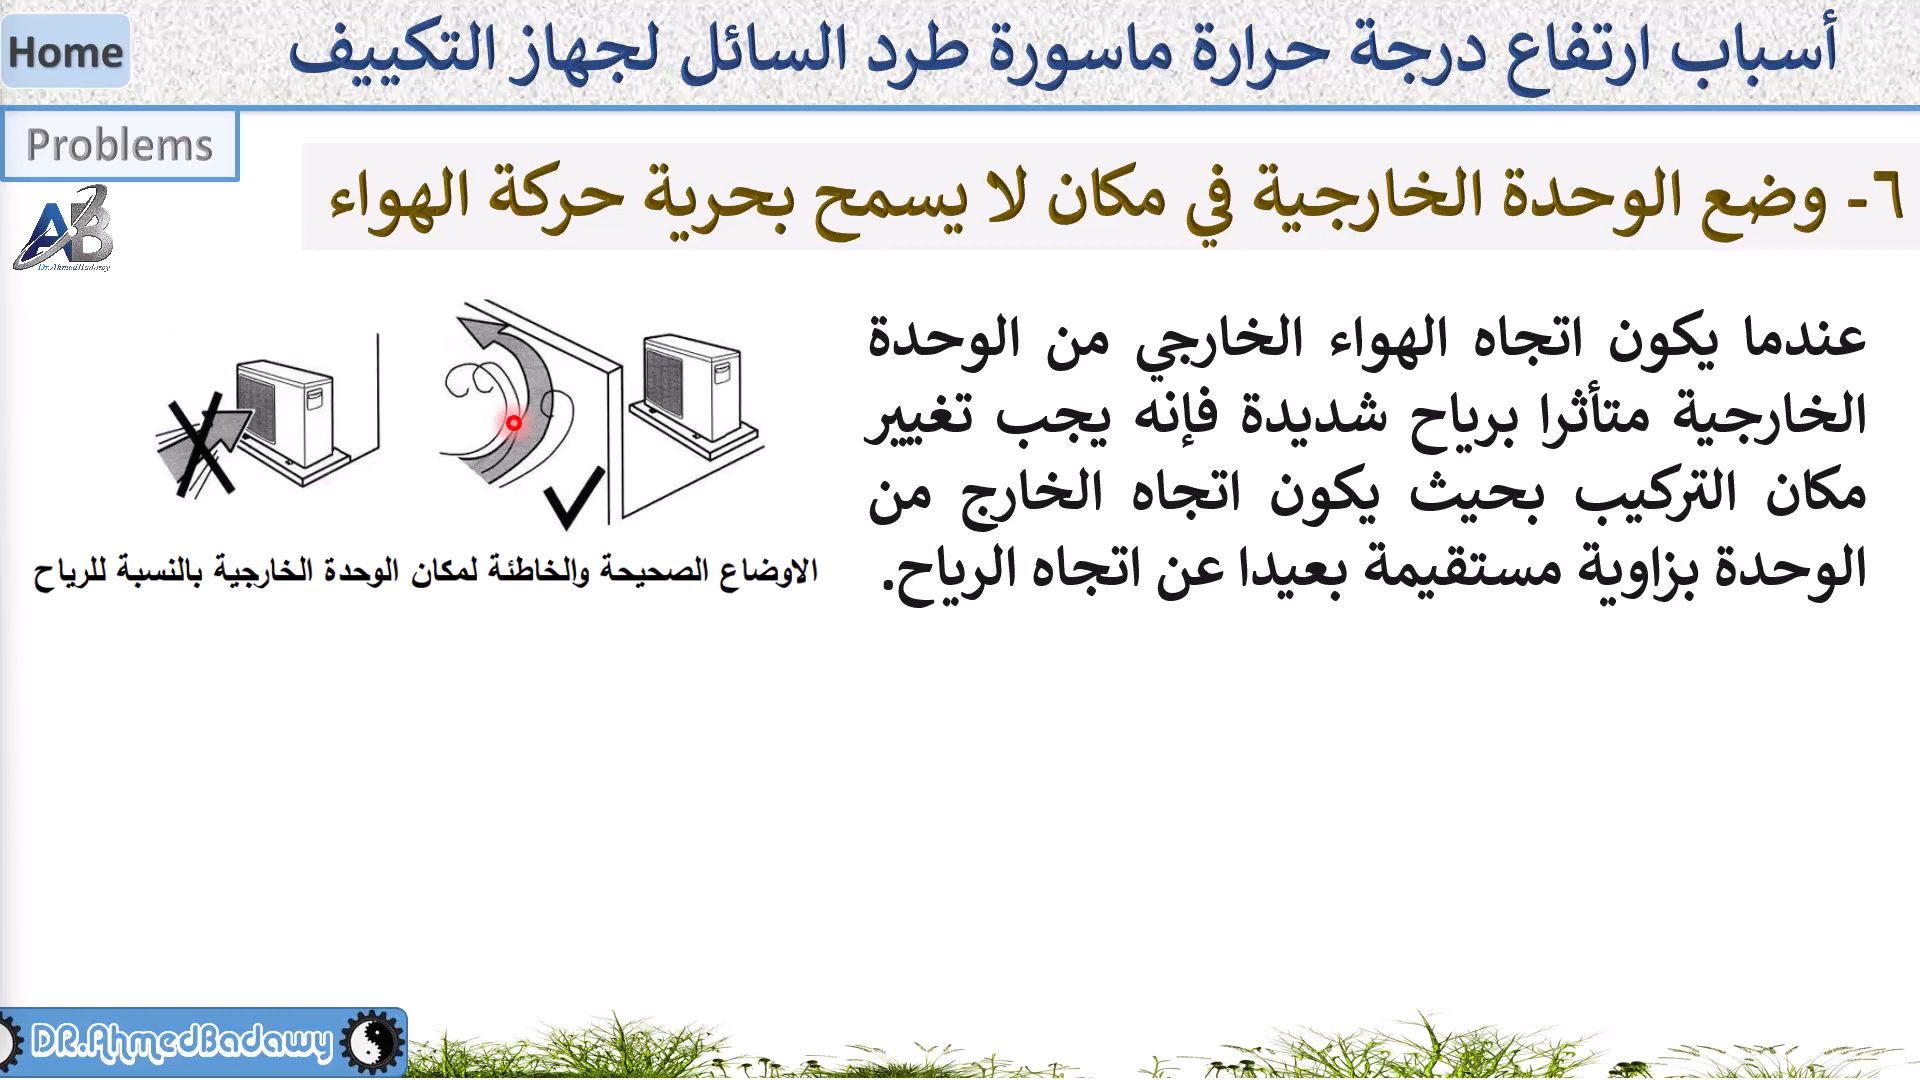 أسباب ارتفاع درجة حرارة ماسورة طرد السائل لجهاز التكييف
Home
Problems
٦- وضع الوحدة الخارجية في مكان لا يسمح بحرية حركة الهواء
AB
Dr.AhmedBadawy
عندما يكون اتجاه الهواء الخارجي من الوحدة
الخارجية متأثرا برياح شديدة فإنه يجب تغيير
مكان التركيب بحيث يكون اتجاه الخارج من
الوحدة بزاوية مستقيمة بعيدا عن اتجاه الرياح.
الاوضاع الصحيحة والخاطئة لمكان الوحدة الخارجية بالنسبة للرياح
DR.AhmedBadawy